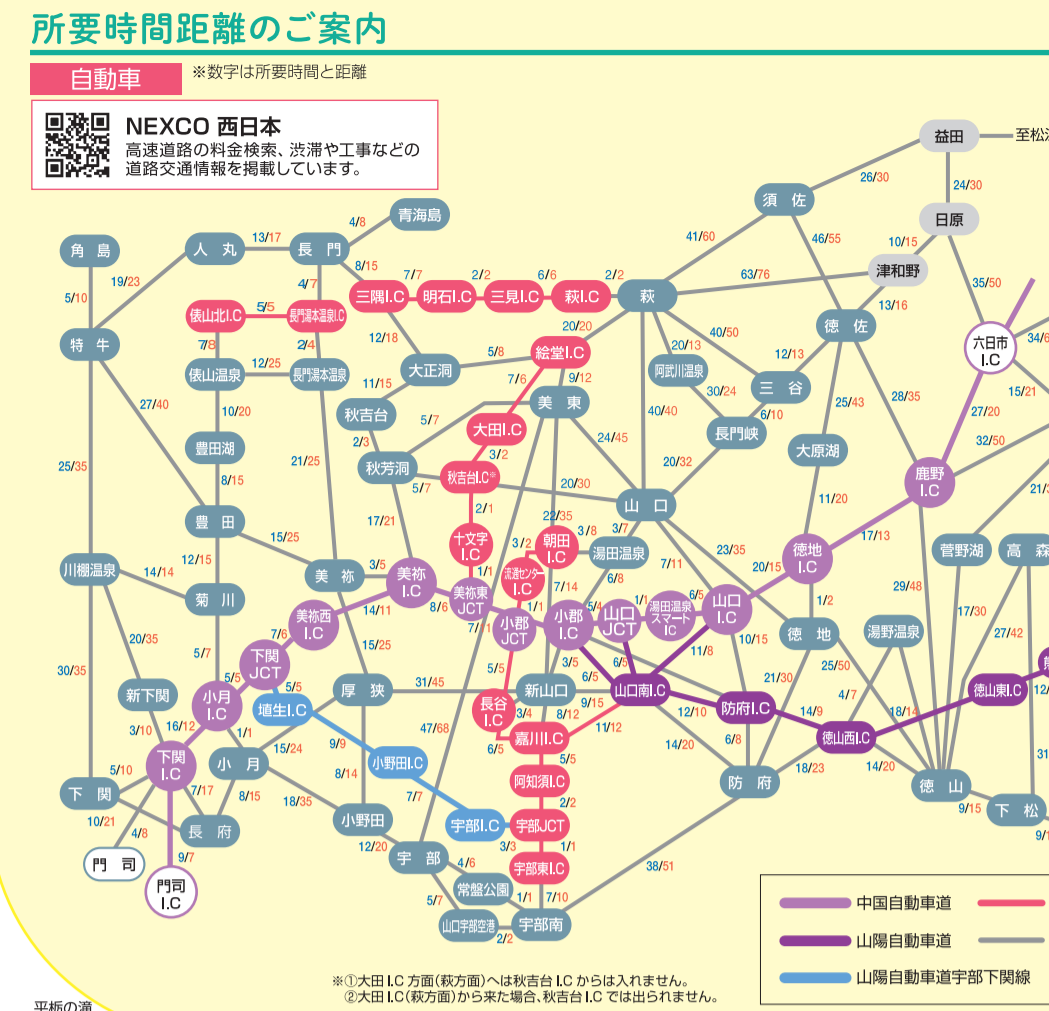 所要時間距離のご案内
自動車
※数字は所要時間と距離
NEXCO 西日本
高速道路の料金検索、渋滞や工事などの
道路交通情報を掲載しています。
益田
26/30
24/30
須佐
青海島
4/8
日原
角島
人丸
13/17
長門
41/60
46/55
10/15
19/23
8/15
7/7
2/2
6/6
2/2
63/76
津和野
5/10
4/7
三隅I.C
明石I.C
三見I.C
萩I.C
萩
35/50
13/16
俵山北I.C
5/5
長門湯本温泉I.C
20/20
40/50
徳佐
特牛
12/18
20/13
六日市
I.C
7/8
2/4
5/8
絵堂I.C
12/13
15/21
俵山温泉
12/25
長門湯本温泉
大正洞
阿武川温泉
三谷
7/6
9/12
30/24
27/40
10/20
11/15
美東
40/40
6/10
25/43
28/35
27/20
秋吉台
5/7
大田I.C
24/45
長門峡
32/50
豊田湖
2/3
3/2
大原湖
25/35
21/25
秋芳洞
20/32
8/15
5/7
秋吉台I.C※
20/30
鹿野
I.C
山口
11/20
豊田
17/21
2/1
22/35
3/8
3/7
17/13
15/25
十文字
I.C
朝田
I.C
湯田温泉
23/35
徳地
I.C
菅野湖
高森
12/15
3/2
7/11
20/15
川棚温泉
14/14
美祢
3/5
美祢
I.C
1/1
流通センター
I.C
6/8
29/48
菊川
14/11
8/6
美祢東
JCT
1/1
7/14
5/4
1/1
6/5
1/2
17/30
美祢西
I.C
小郡
JCT
小郡
I.C
山口
JCT
湯田温泉
スマート
IC
山口
I.C
27/42
20/35
7/6
15/25
徳地
湯野温泉
5/7
下関
JCT
5/5
3/5
6/5
11/8
10/15
30/35
5/5
5/5
31/45
6/5
21/30
25/50
新下関
小月
I.C
埴生I.C
厚狭
新山口
山口南I.C
4/7
徳山東I.C
長谷
I.C
9/15
18/14
16/12
1/1
3/4
8/12
12/10
防府I.C
14/9
3/10
15/24
9/9
47/68
11/12
徳山西I.C
下関
I.C
6/5
嘉川I.C
14/20
6/8
5/10
小月
8/14
小野田I.C
5/5
18/23
14/20
下関
7/17
8/15
18/35
7/7
阿知須I.C
防府
徳山
10/21
2/2
9/15
下松
4/8
長府
小野田
宇部I.C
宇部JCT
12/20
3/3
1/1
門司
9/7
宇部
4/6
宇部東I.C
38/51
門司
I.C
常盤公園
5/7
1/1
7/10
山口宇部空港
宇部南
2/2
中国自動車道
山陽自動車道
山陽自動車道宇部下関線
※①大田I.C方面(萩方面)へは秋吉台I.Cからは入れません。
②大田I.C(萩方面)から来た場合、秋吉台I.Cでは出られません。
平栃の滝